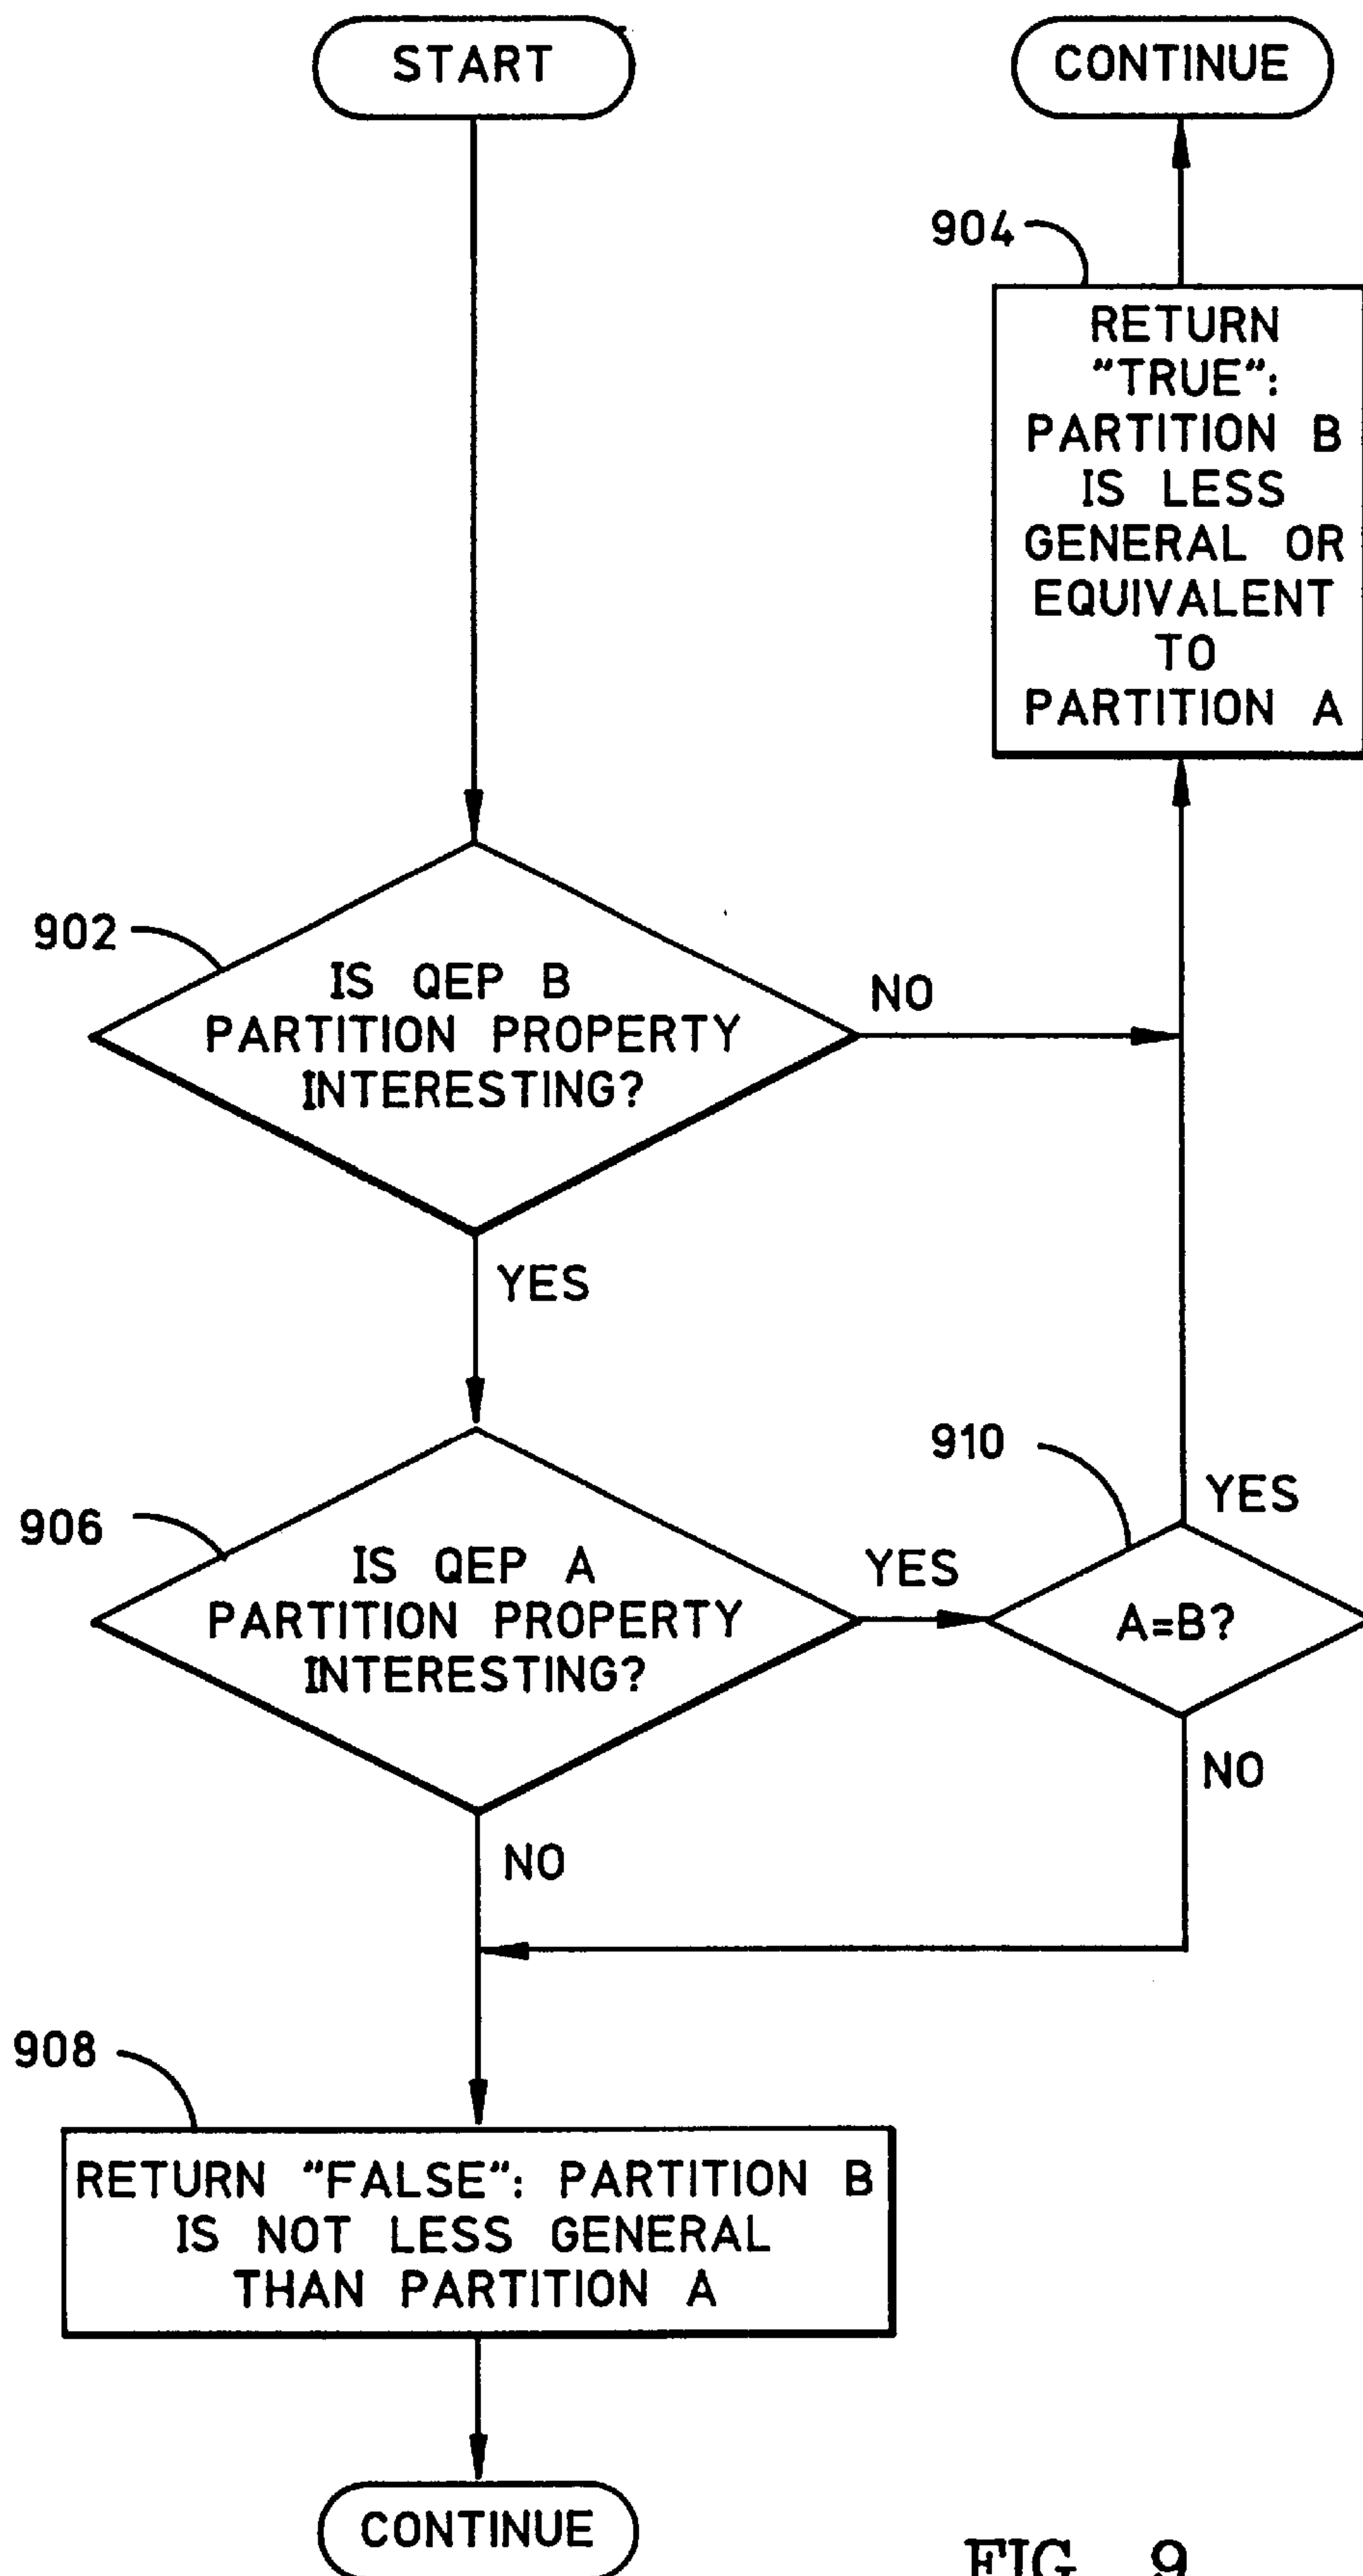 START
CONTINUE
904
RETURN
"TRUE":
PARTITION B
IS LESS
GENERAL OR
EQUIVALENT
TO
PARTITION A
902
IS QEP B
PARTITION PROPERTY
INTERESTING?
NO
YES
906
IS QEP A
PARTITION PROPERTY
INTERESTING?
YES
910
YES
A=B?
NO
NO
908
RETURN "FALSE": PARTITION B
IS NOT LESS GENERAL
THAN PARTITION A
CONTINUE
FIG. 9